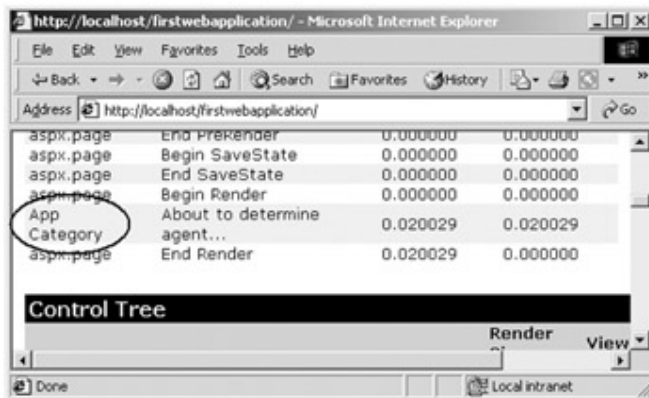 http://localhost/firstwebapplication/ - Microsoft Internet Explorer
File Edit View Favorites Tools Help
Back Search Favorites History »
Address http://localhost/firstwebapplication/ Go
aspx.page End PreRender 0.000000 0.000000
aspx.page Begin SaveState 0.000000 0.000000
aspx.page End SaveState 0.000000 0.000000
aspx.page Begin Render 0.000000 0.000000
App About to determine
Category agent... 0.020029 0.020029
aspx.page End Render 0.020029 0.000000
Control Tree
Render
View
Done Local intranet